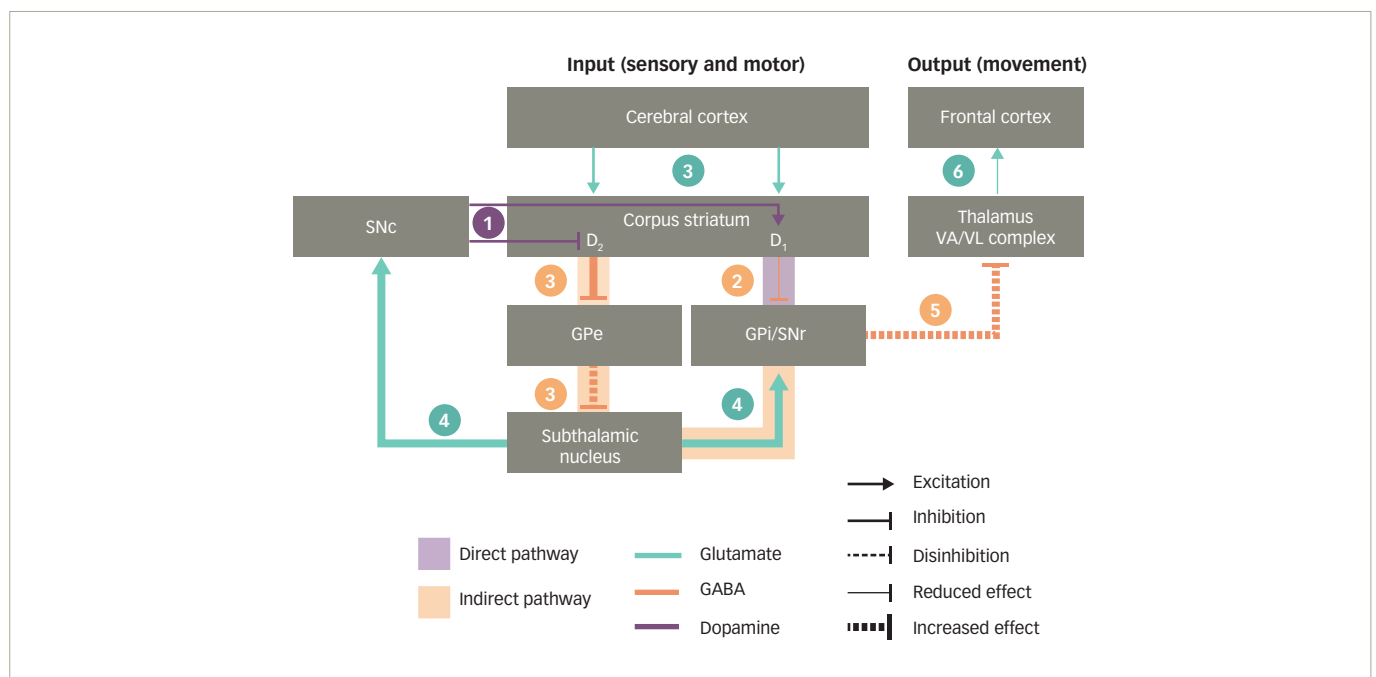 Input (sensory and motor)
Output (movement)
Cerebral cortex
Frontal cortex
3
6
SNc
1
Corpus striatum
D2
D1
Thalamus
VA/VL complex
3
2
5
GPe
GPi/SNr
3
4
4
Subthalamic
nucleus
Excitation
Inhibition
Direct pathway
Glutamate
Disinhibition
Indirect pathway
GABA
Reduced effect
Dopamine
Increased effect